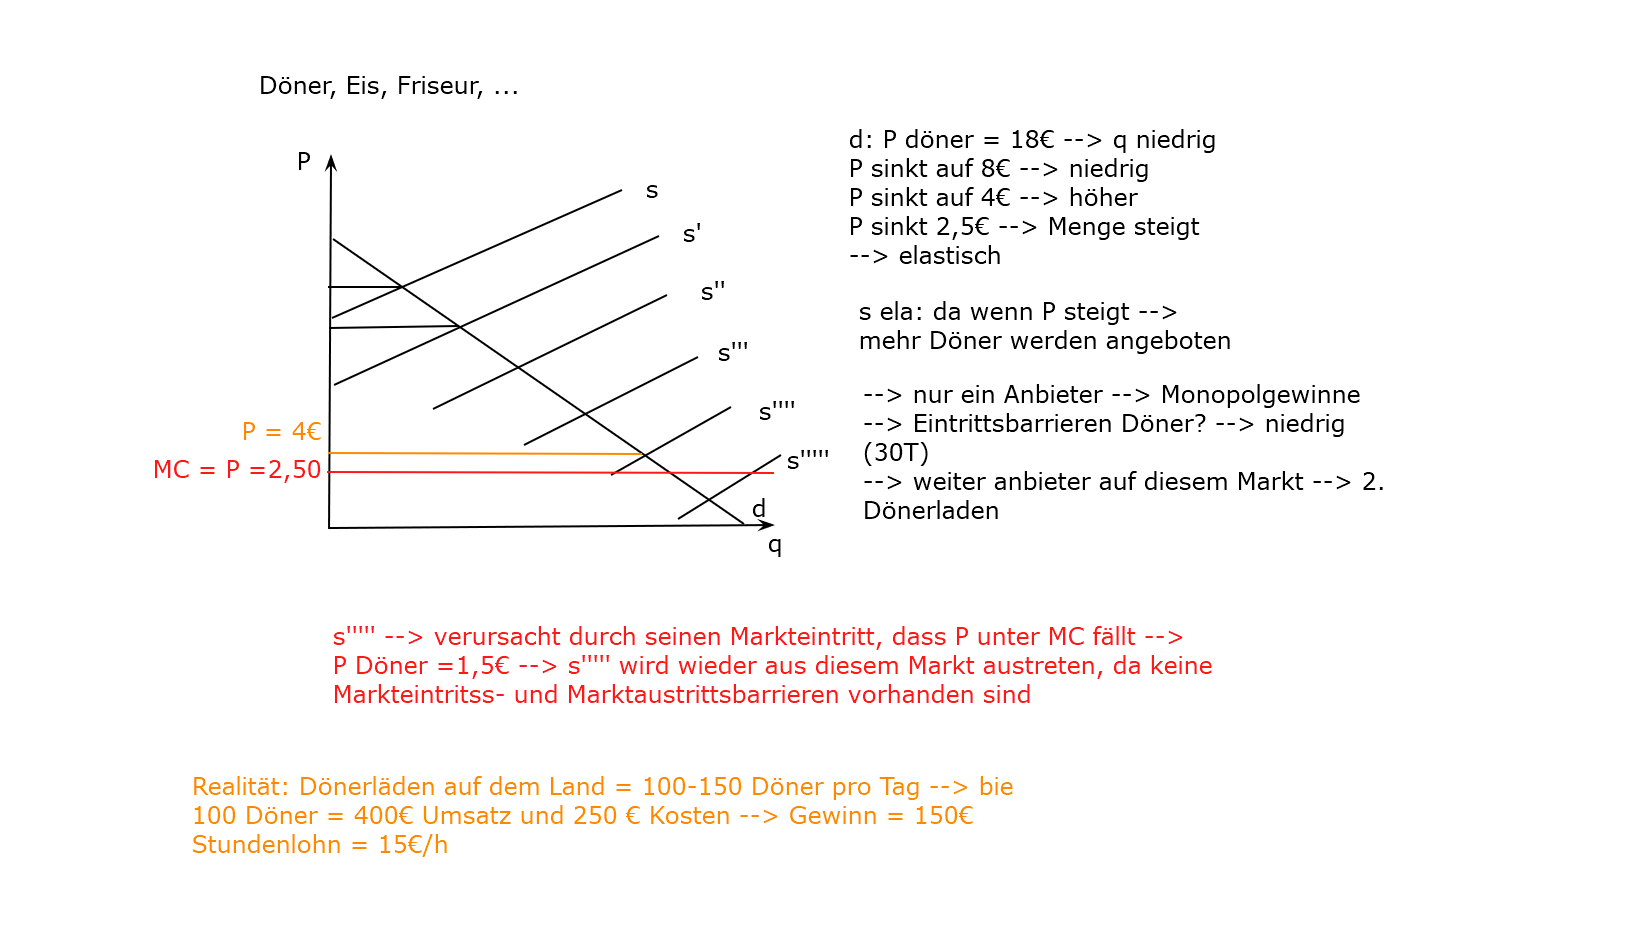 Döner, Eis, Friseur, ...
P
s
s'
s''
s'''
s''''
s'''''
P = 4€
MC = P =2,50
d
q
d: P döner = 18€ --> q niedrig
P sinkt auf 8€ --> niedrig
P sinkt auf 4€ --> höher
P sinkt 2,5€ --> Menge steigt
--> elastisch
s ela: da wenn P steigt -->
mehr Döner werden angeboten
--> nur ein Anbieter --> Monopolgewinne
--> Eintrittsbarrieren Döner? --> niedrig
(30T)
--> weiter anbieter auf diesem Markt --> 2.
Dönerladen
s''''' --> verursacht durch seinen Markteintritt, dass P unter MC fällt -->
P Döner =1,5€ --> s''''' wird wieder aus diesem Markt austreten, da keine
Markteintritss- und Marktaustrittsbarrieren vorhanden sind
Realität: Dönerläden auf dem Land = 100-150 Döner pro Tag --> bie
100 Döner = 400€ Umsatz und 250 € Kosten --> Gewinn = 150€
Stundenlohn = 15€/h